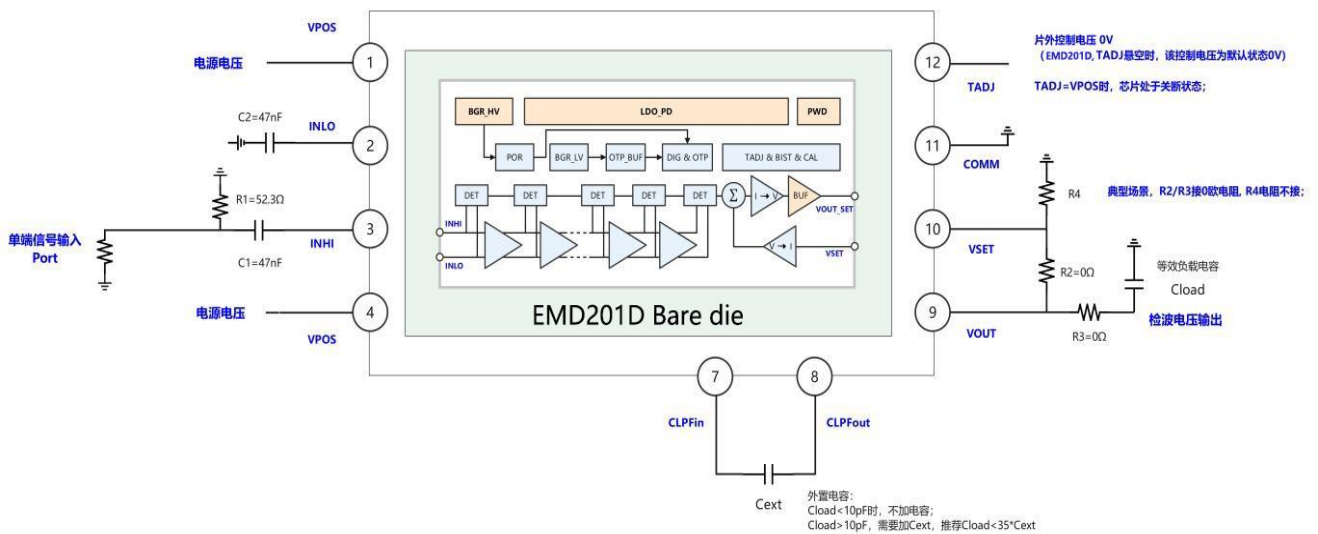 VPOS
1
电源电压
C2=47nF
INLO
2
R1=52.3Ω
3
单端信号输入
Port
INHI
C1=47nF
电源电压
4
VPOS
BGR_HV
LDO_PD
PWD
POR
BGR_LV
OTP_BUF
DIG & OTP
TADJ & BIST & CAL
DET
DET
DET
DET
DET
Σ
I → V
BUF
VOUT_SET
INHI
INLO
V → I
VSET
EMD201D Bare die
12
TADJ
片外控制电压 0V
（EMD201D, TADJ悬空时，该控制电压为默认状态0V）
TADJ=VPOS时，芯片处于关断状态；
11
COMM
R4
典型场景，R2/R3接0欧电阻, R4电阻不接；
10
VSET
R2=0Ω
等效负载电容
Cload
9
VOUT
R3=0Ω
检波电压输出
7
8
CLPFin
CLPFout
Cext
外置电容：
Cload<10pF时，不加电容；
Cload>10pF，需要加Cext，推荐Cload<35*Cext